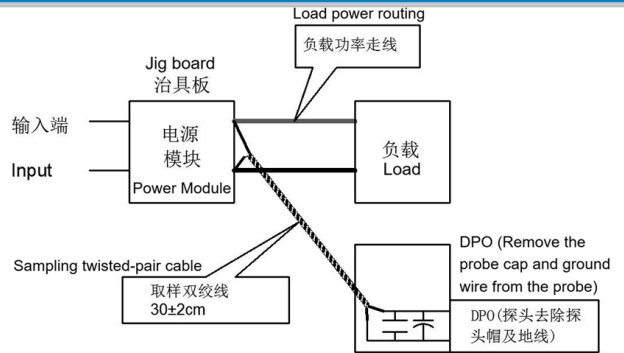 Load power routing
负载功率走线
Jig board
治具板
输入端
Input
电源
模块
Power Module
负载
Load
Sampling twisted-pair cable
取样双绞线
30±2cm
DPO (Remove the
probe cap and ground
wire from the probe)
DPO(探头去除探
头帽及地线)